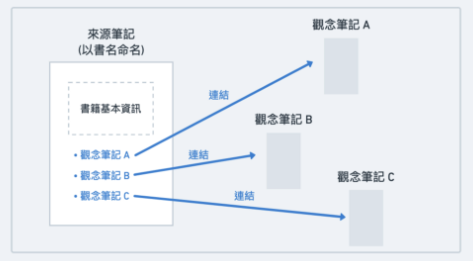 來源筆記
(以書名命名)
書籍基本資訊
• 觀念筆記 A
• 觀念筆記 B
• 觀念筆記 C
連結
連結
連結
觀念筆記 A
觀念筆記 B
觀念筆記 C